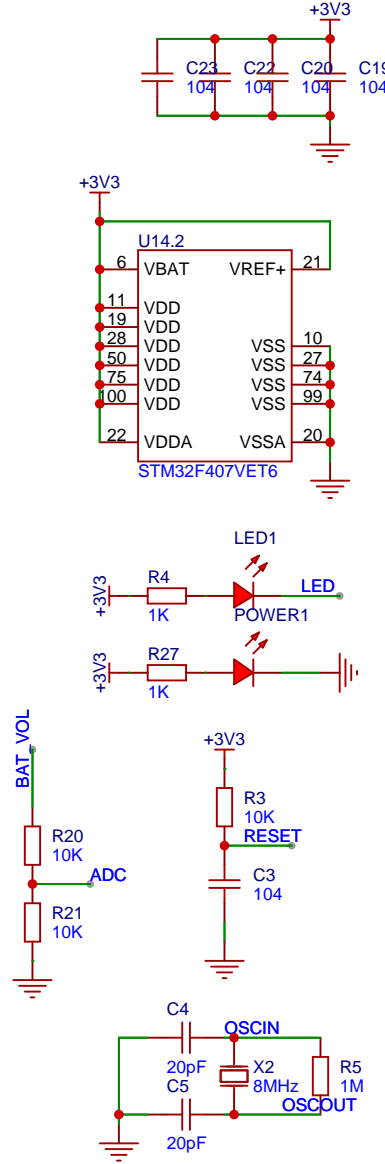 +3V3
C23 C22 C20 C19
104 104 104 104
+3V3
U14.2
6 VBAT VREF+ 21
11 VDD
19 VDD
28 VDD VSS 10
50 VDD VSS 27
75 VDD VSS 74
100 VDD VSS 99
22 VDDA VSSA 20
STM32F407VET6
LED1
+3V3 R4 LED
1K
POWER1
+3V3 R27
1K
BAT_VOL
R20
10K
ADC
R21
10K
+3V3
R3
10K
RESET
C3
104
C4
OSCIN
20pF
X2
8MHz
R5
1M
C5
OSCOUT
20pF